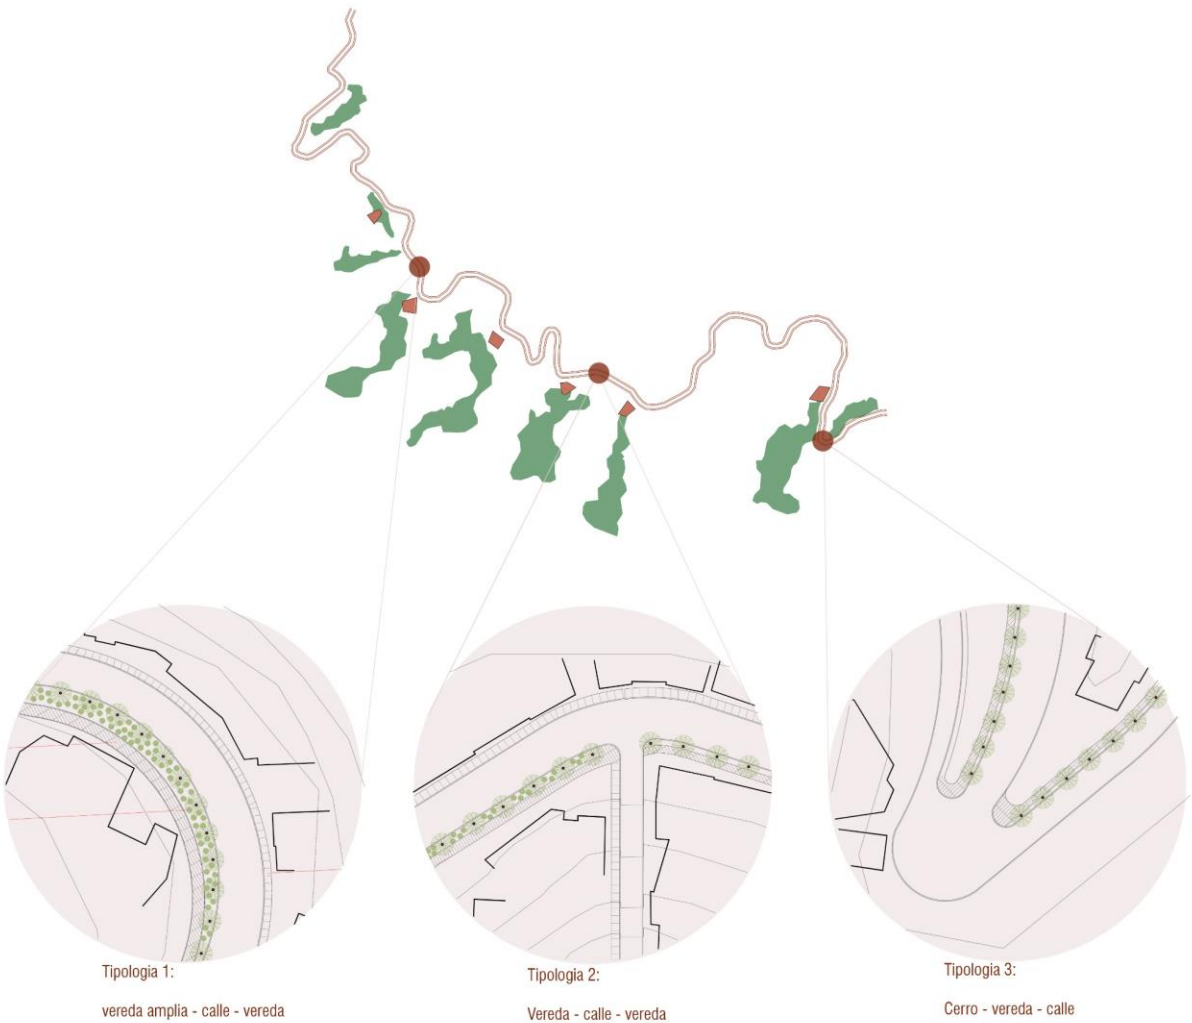 Tipologia 1:
vereda amplia - calle - vereda
Tipologia 2:
Vereda - calle - vereda
Tipologia 3:
Cerro - vereda - calle